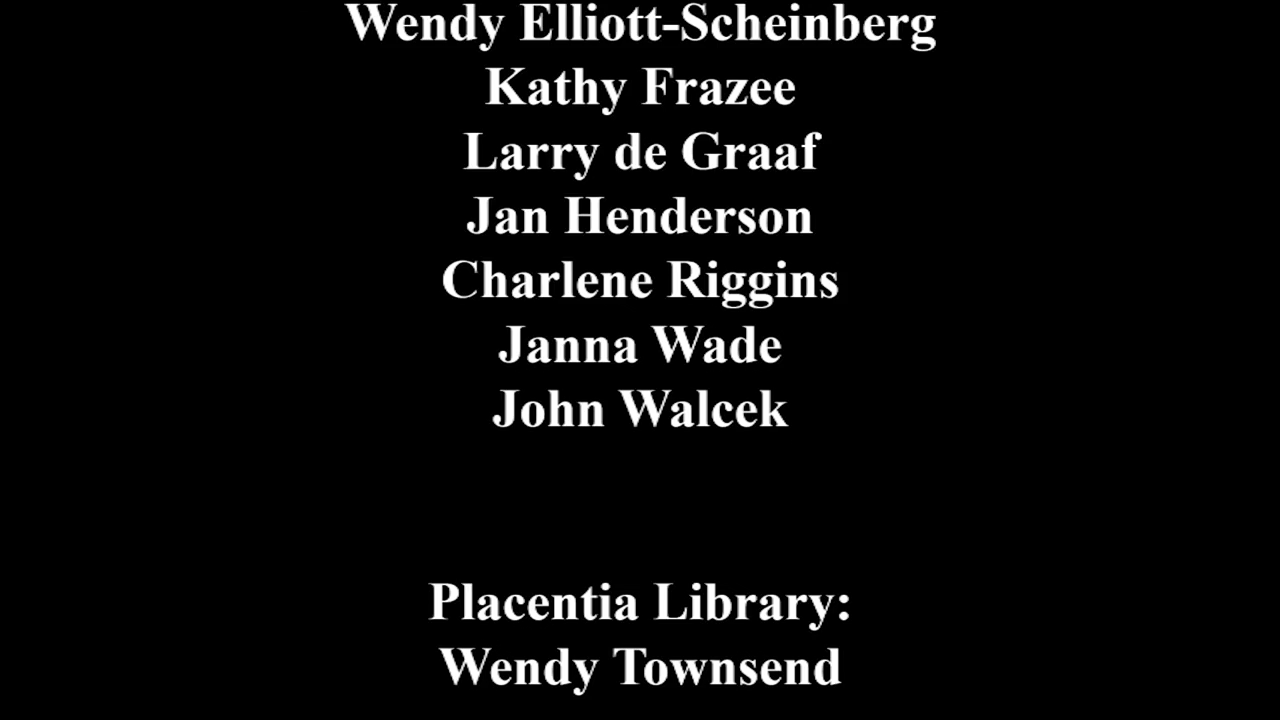 Wendy Elliott-Scheinberg
Kathy Frazee
Larry de Graaf
Jan Henderson
Charlene Riggins
Janna Wade
John Walcek
Placentia Library:
Wendy Townsend